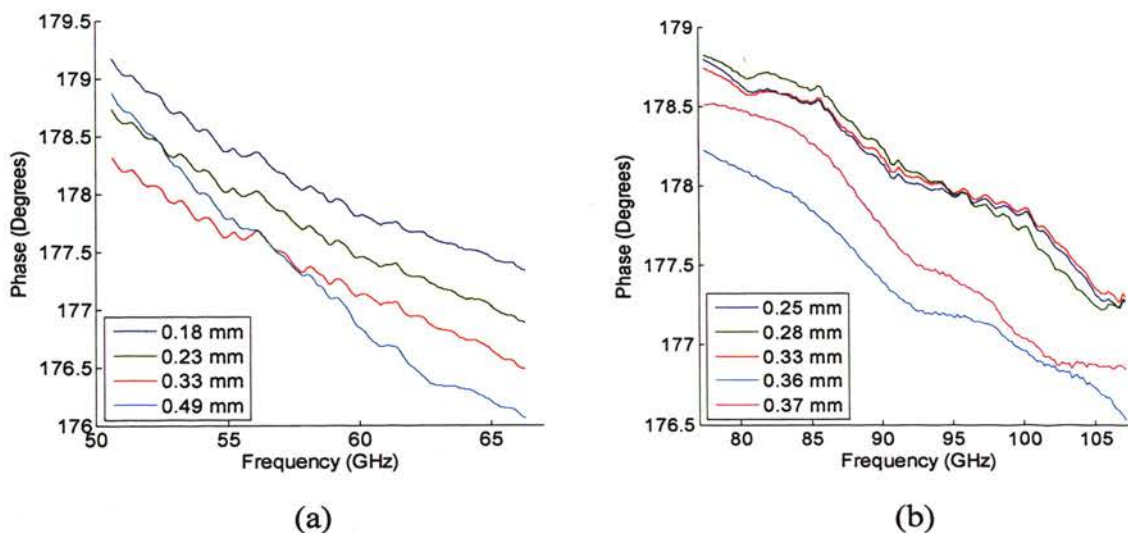 179.5
179
178.5
178
177.5
177
176.5
176
Phase (Degrees)
0.18 mm
0.23 mm
0.33 mm
0.49 mm
50 55 60 65
Frequency (GHz)
(a)
179
178.5
178
177.5
177
176.5
Phase (Degrees)
0.25 mm
0.28 mm
0.33 mm
0.36 mm
0.37 mm
80 85 90 95 100 105
Frequency (GHz)
(b)